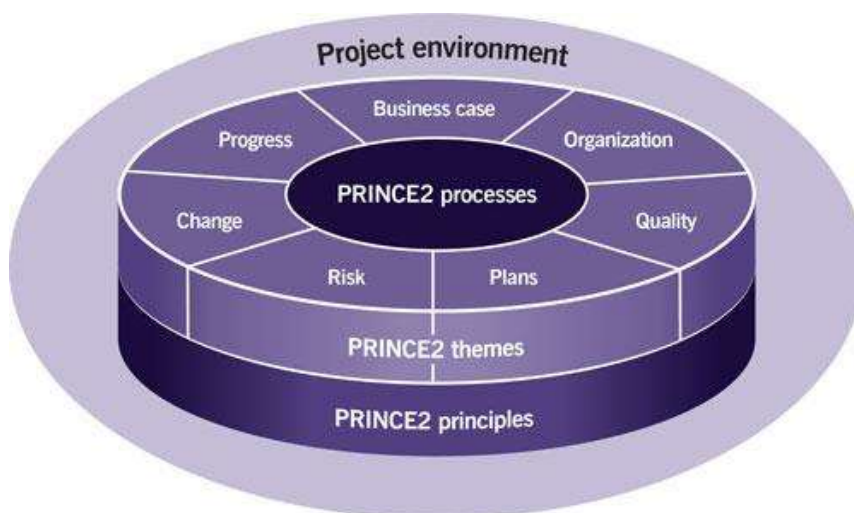 Project environment
Business case
Progress
Organization
PRINCE2 processes
Change
Quality
Risk
Plans
PRINCE2 themes
PRINCE2 principles